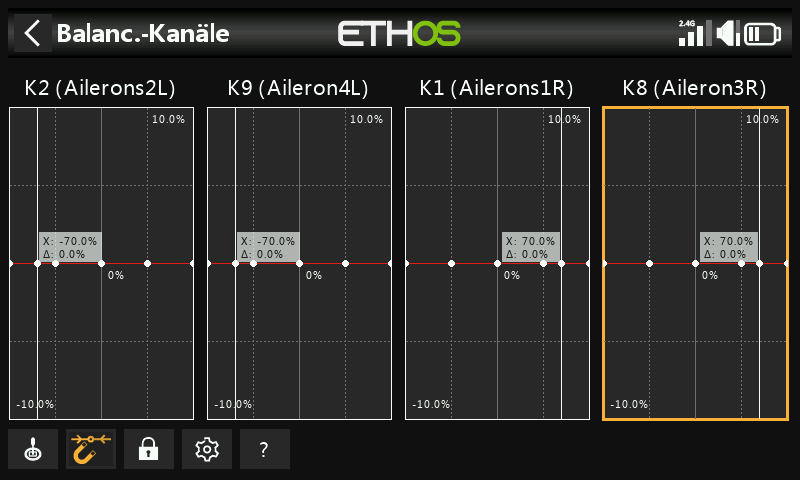 Balanc.-Kanäle
ETHOS
2.4G
K2 (Ailerons2L)
K9 (Aileron4L)
K1 (Ailerons1R)
K8 (Aileron3R)
10.0%
X: -70.0%
Δ: 0.0%
0%
-10.0%
10.0%
X: -70.0%
Δ: 0.0%
0%
-10.0%
10.0%
X: 70.0%
Δ: 0.0%
0%
-10.0%
10.0%
X: 70.0%
Δ: 0.0%
0%
-10.0%
?